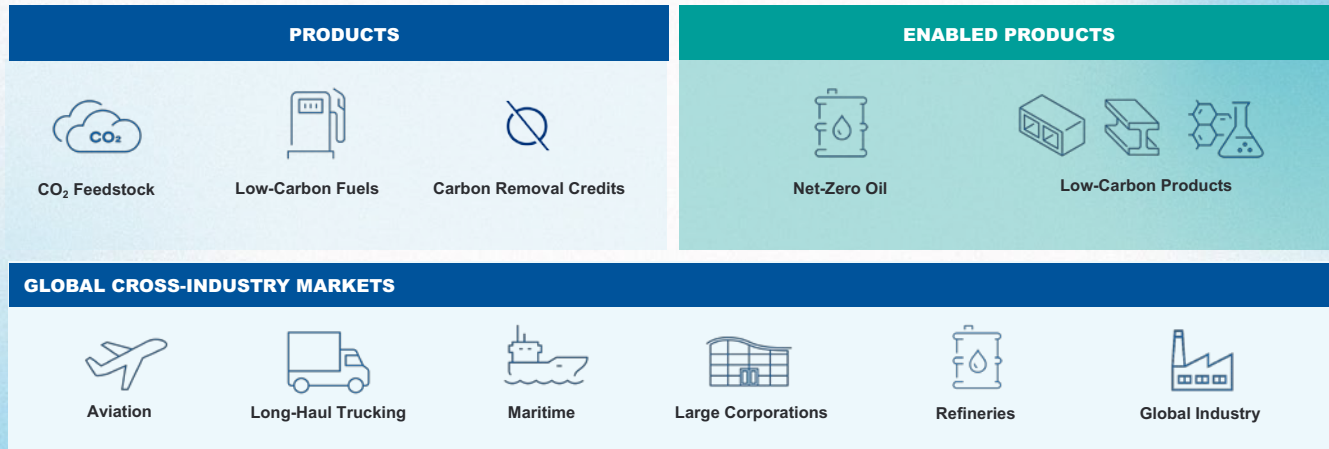 PRODUCTS
ENABLED PRODUCTS
CO₂
CO₂ Feedstock
Low-Carbon Fuels
Carbon Removal Credits
Net-Zero Oil
Low-Carbon Products
GLOBAL CROSS-INDUSTRY MARKETS
Aviation
Long-Haul Trucking
Maritime
Large Corporations
Refineries
Global Industry